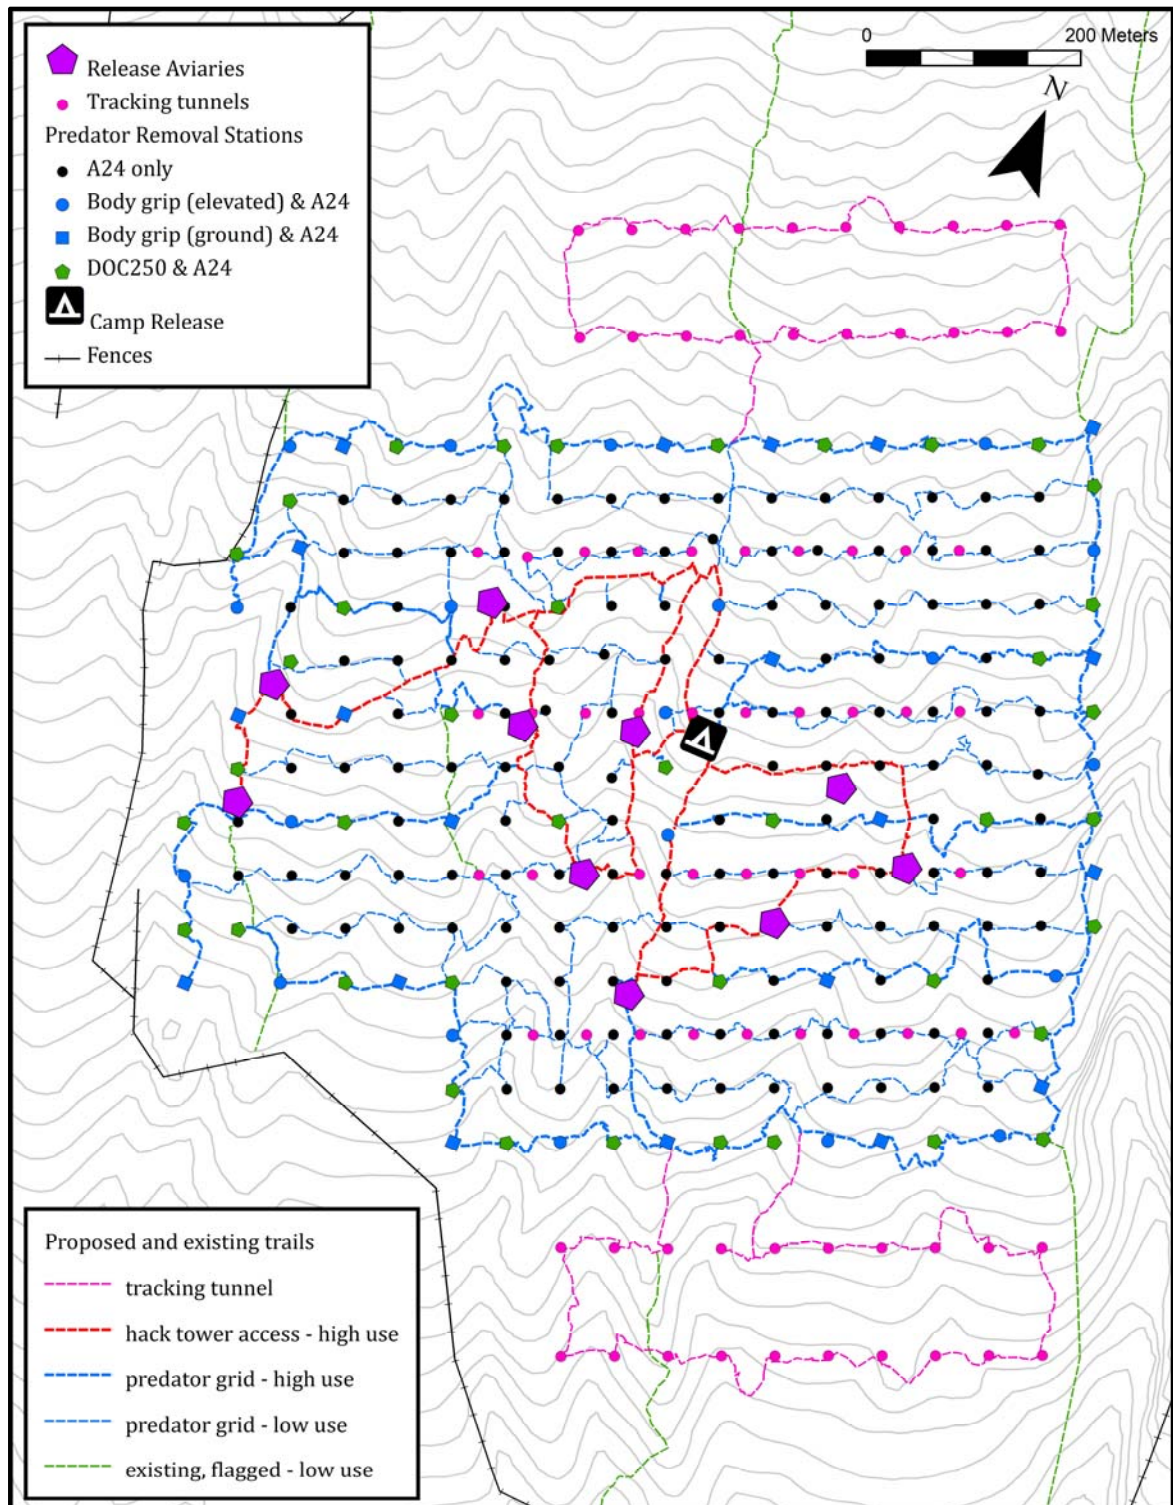 Release Aviaries
Tracking tunnels
Predator Removal Stations
A24 only
Body grip (elevated) & A24
Body grip (ground) & A24
DOC250 & A24
Camp Release
Fences
0 200 Meters
N
Proposed and existing trails
tracking tunnel
hack tower access - high use
predator grid - high use
predator grid - low use
existing, flagged - low use